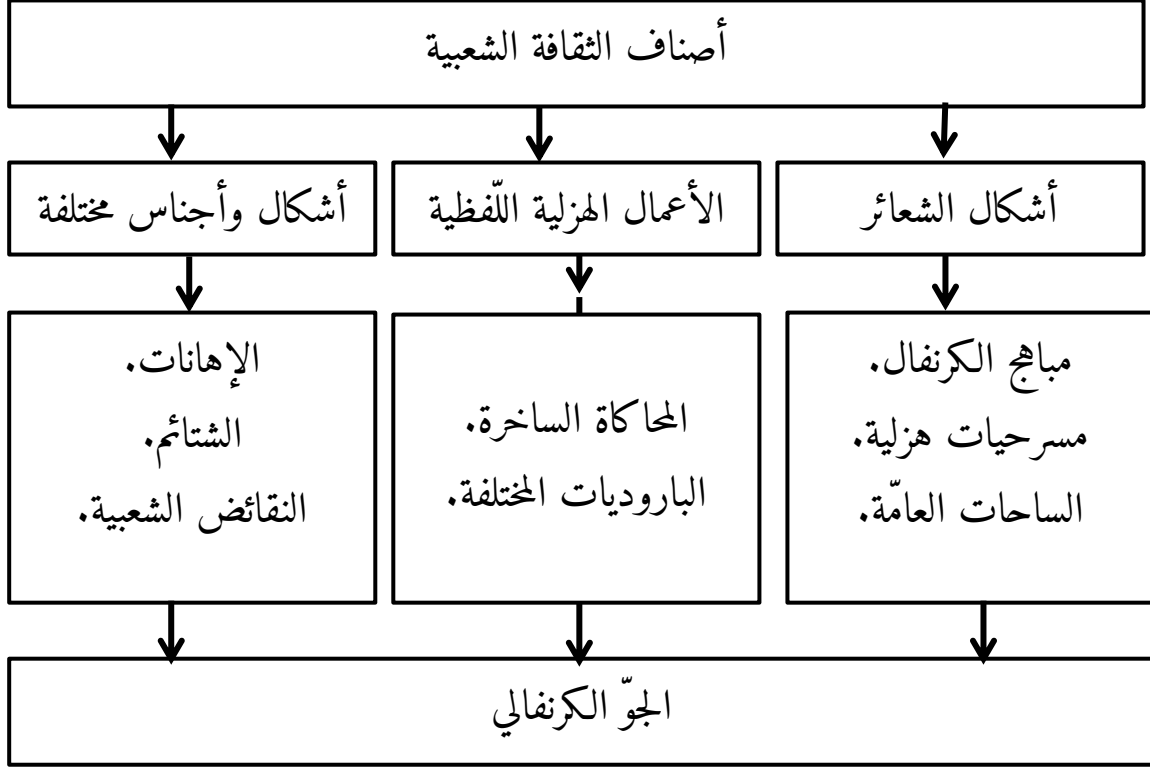 أصناف الثقافة الشعبية
أشكال الشعائر
الأعمال الهزلية اللّفظية
أشكال وأجناس مختلفة
مباهج الكرنفال.
مسرحيات هزلية.
الساحات العامّة.
المحاكاة الساخرة.
الباروديات المختلفة.
الإهانات.
الشتائم.
النقائض الشعبية.
الجوّ الكرنفالي